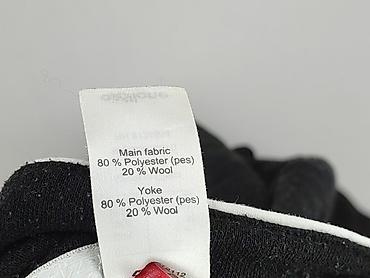 Main fabric
80 % Polyester (pes)
20 % Wool
Yoke
80 % Polyester (pes)
20 % Wool